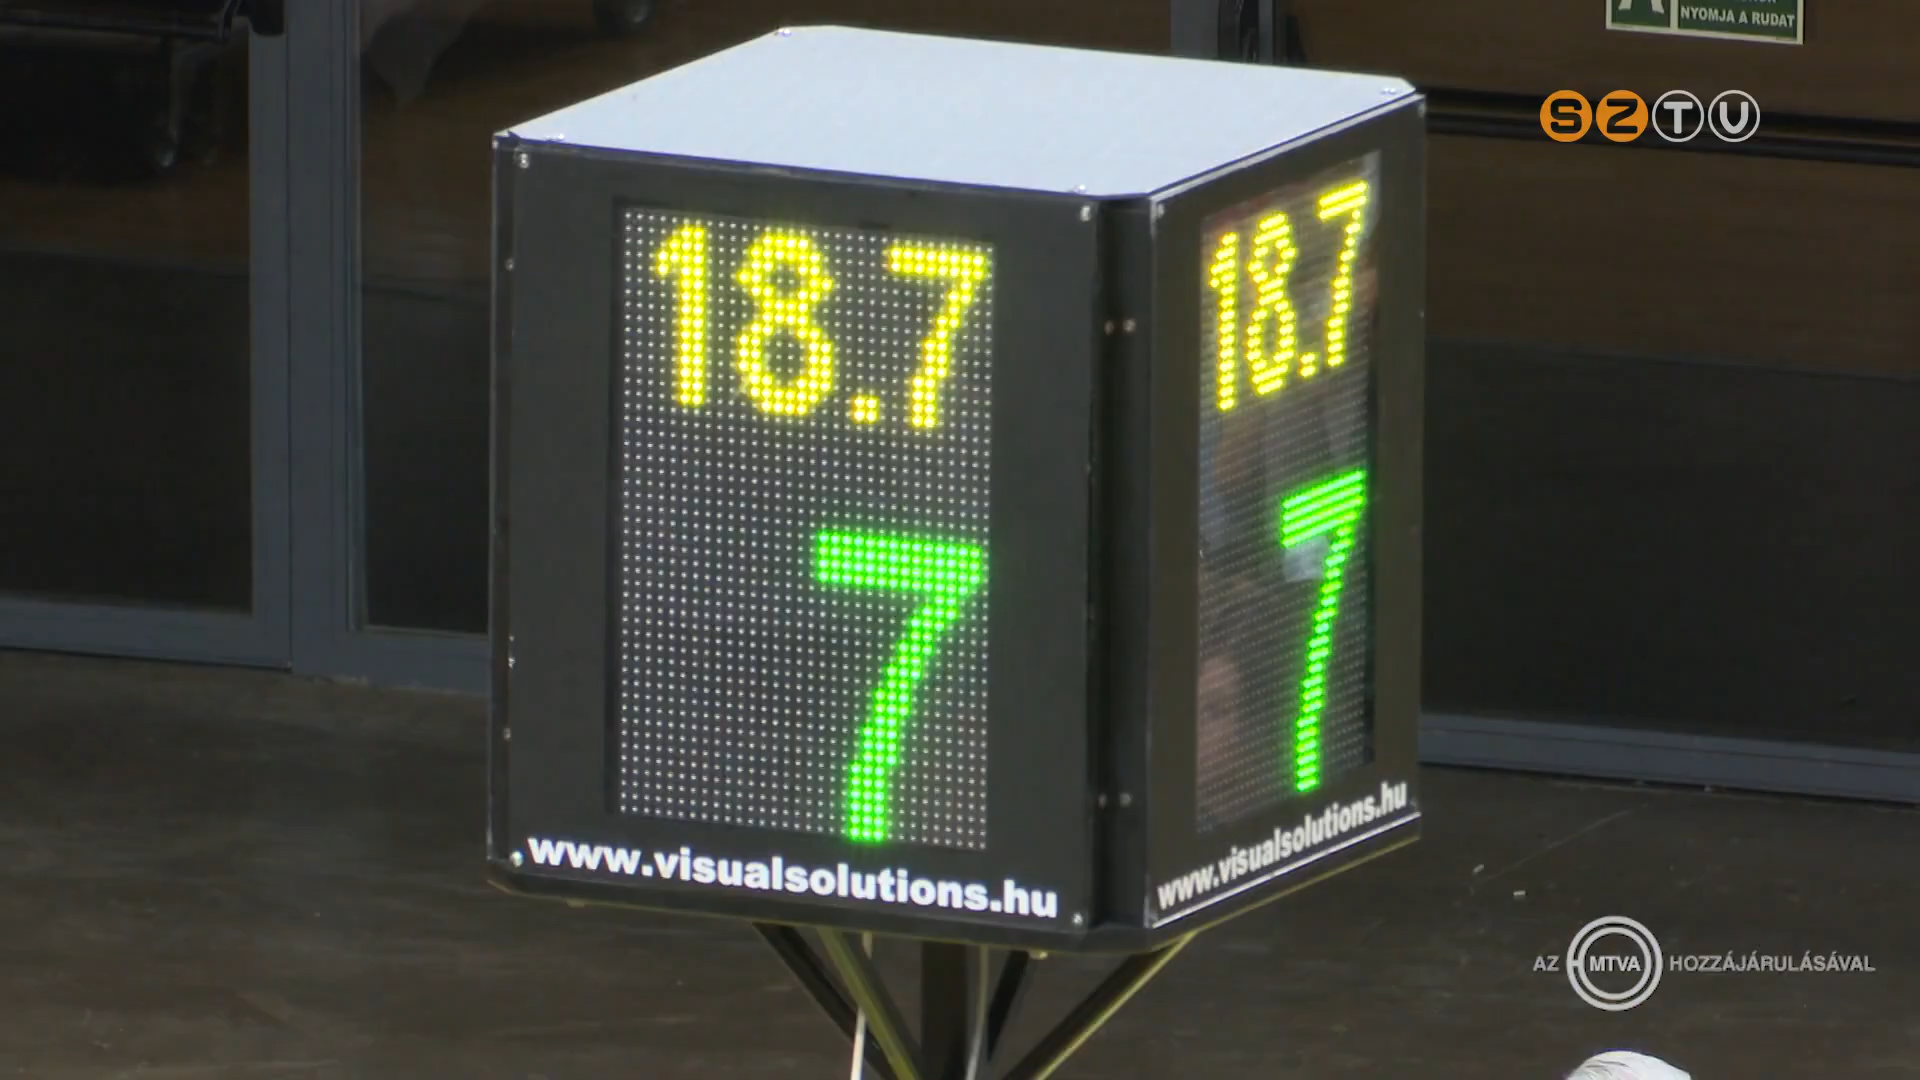 NYOMJA A RUDAT
SZTV
18.7
7
www.visualsolutions.hu
18.7
7
www.visualsolutions.hu
AZ MTVA HOZZÁJÁRULÁSÁVAL